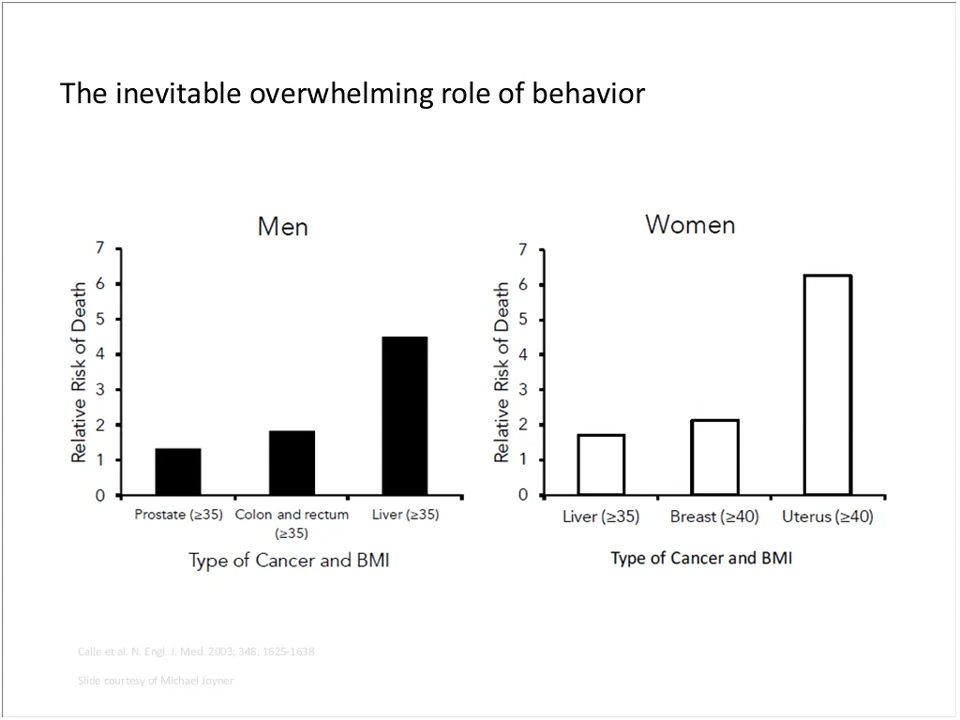 The inevitable overwhelming role of behavior
Men
7
6
5
4
3
2
1
0
Relative Risk of Death
Prostate (≥35)
Colon and rectum
(≥35)
Liver (≥35)
Type of Cancer and BMI
Women
7
6
5
4
3
2
1
0
Relative Risk of Death
Liver (≥35)
Breast (≥40)
Uterus (≥40)
Type of Cancer and BMI
Calle et al. N. Engl. J. Med. 2003; 348: 1625-1638
Slide courtesy of Michael Joyner